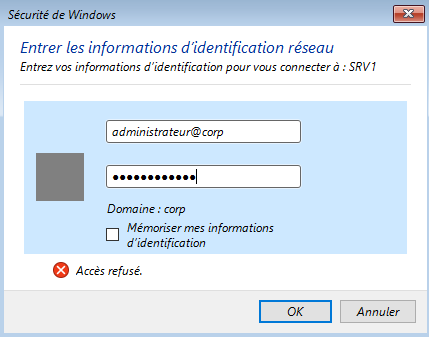 Sécurité de Windows
Entrer les informations d'identification réseau
Entrez vos informations d'identification pour vous connecter à : SRV1
administrateur@corp
●●●●●●●●●●●●
Domaine : corp
Mémoriser mes informations
d'identification
Accès refusé.
OK
Annuler